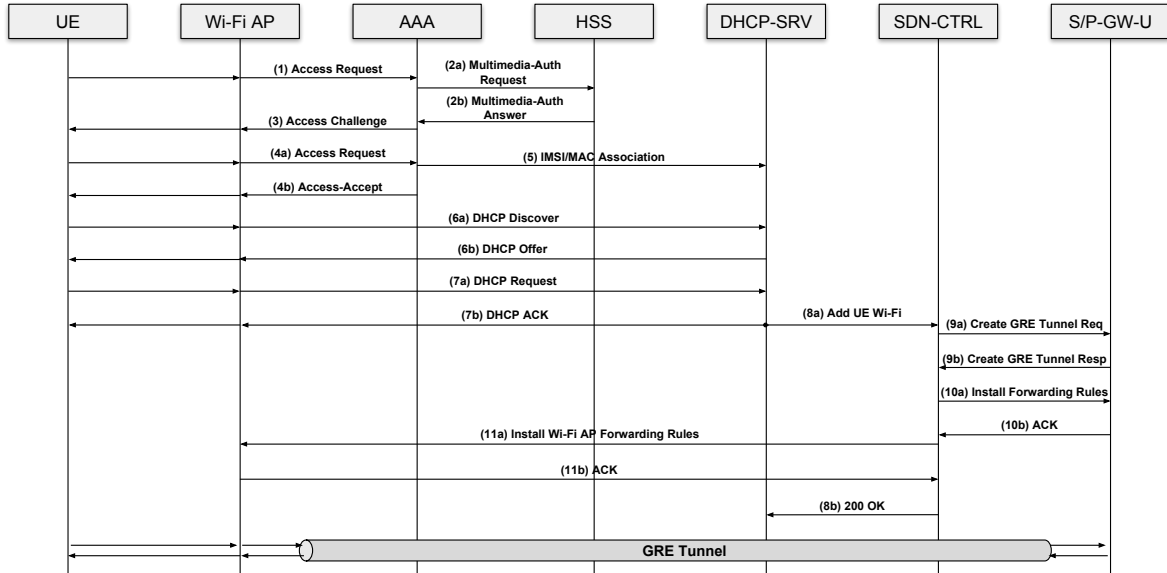 UE
Wi-Fi AP
AAA
HSS
DHCP-SRV
SDN-CTRL
S/P-GW-U
(1) Access Request
(2a) Multimedia-Auth
Request
(2b) Multimedia-Auth
Answer
(3) Access Challenge
(4a) Access Request
(5) IMSI/MAC Association
(4b) Access-Accept
(6a) DHCP Discover
(6b) DHCP Offer
(7a) DHCP Request
(7b) DHCP ACK
(8a) Add UE Wi-Fi
(9a) Create GRE Tunnel Req
(9b) Create GRE Tunnel Resp
(10a) Install Forwarding Rules
(10b) ACK
(11a) Install Wi-Fi AP Forwarding Rules
(11b) ACK
(8b) 200 OK
GRE Tunnel